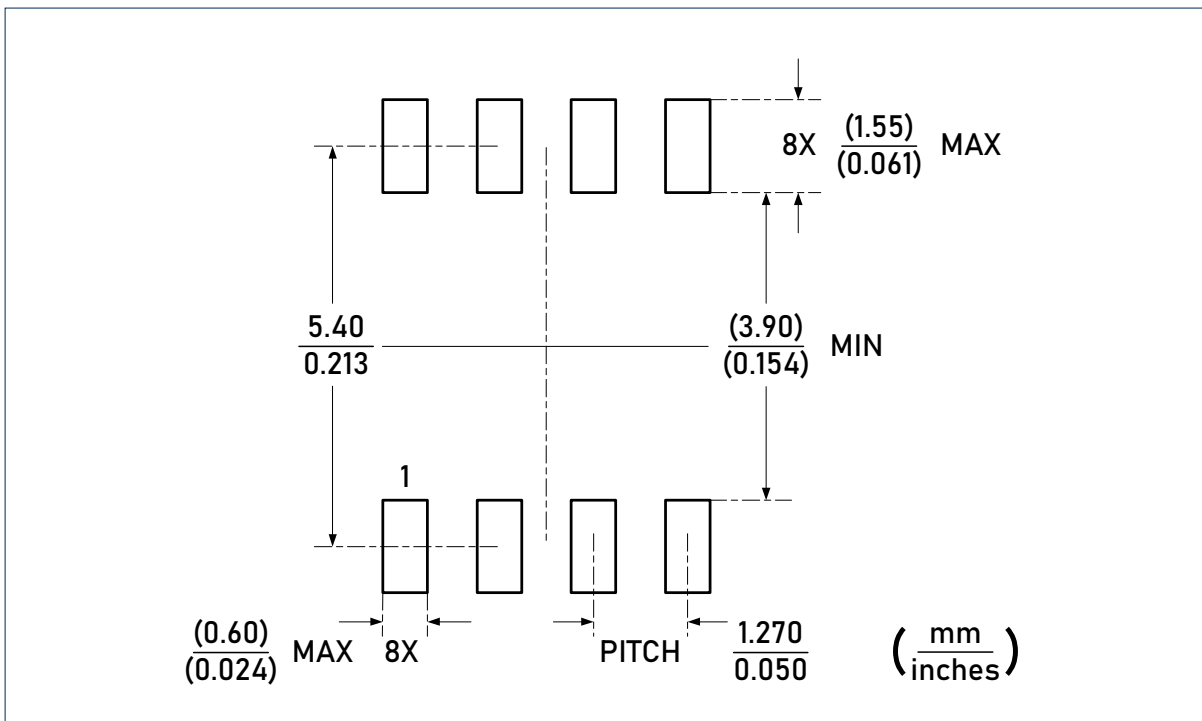 8X (1.55) MAX
(0.061)
5.40
0.213
(3.90) MIN
(0.154)
1
(0.60) MAX 8X
(0.024)
PITCH 1.270
0.050
(mm
inches)